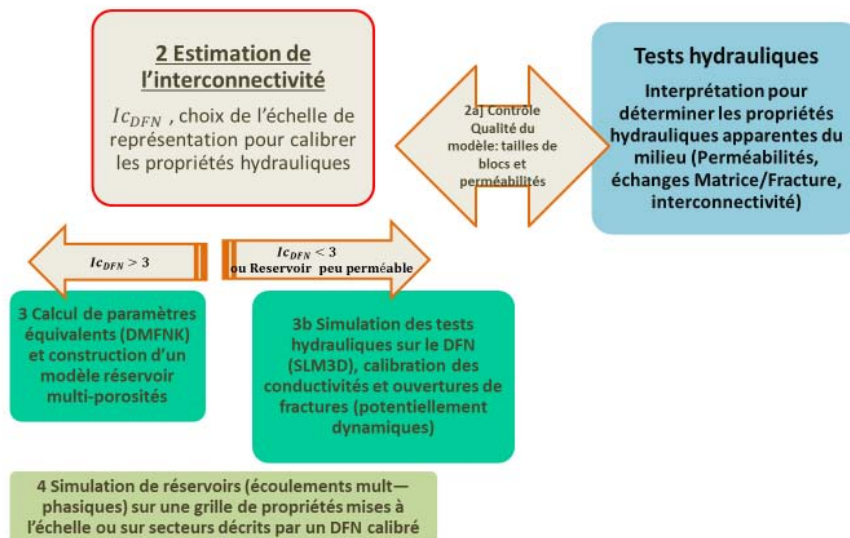 2 Estimation de
l’interconnectivité
Ic_DFN , choix de l’échelle de
représentation pour calibrer
les propriétés hydrauliques
2a] Contrôle
Qualité du
modèle: tailles de
blocs et
perméabilités
Tests hydrauliques
Interprétation pour
déterminer les propriétés
hydrauliques apparentes du
milieu (Perméabilités,
échanges Matrice/Fracture,
interconnectivité)
Ic_DFN > 3
Ic_DFN < 3
ou Reservoir peu perméable
3 Calcul de paramètres
équivalents (DMFNK)
et construction d’un
modèle réservoir
multi-porosités
3b Simulation des tests
hydrauliques sur le DFN
(SLM3D), calibration des
conductivités et ouvertures de
fractures (potentiellement
dynamiques)
4 Simulation de réservoirs (écoulements mult—
phasiques) sur une grille de propriétés mises à
l’échelle ou sur secteurs décrits par un DFN calibré